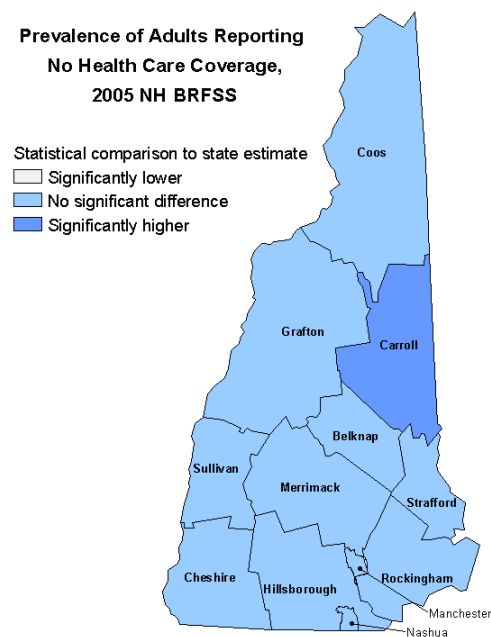 Prevalence of Adults Reporting
No Health Care Coverage,
2005 NH BRFSS
Statistical comparison to state estimate
Significantly lower
No significant difference
Significantly higher
Coos
Grafton
Carroll
Belknap
Sullivan
Merrimack
Strafford
Cheshire
Hillsborough
Rockingham
Manchester
Nashua